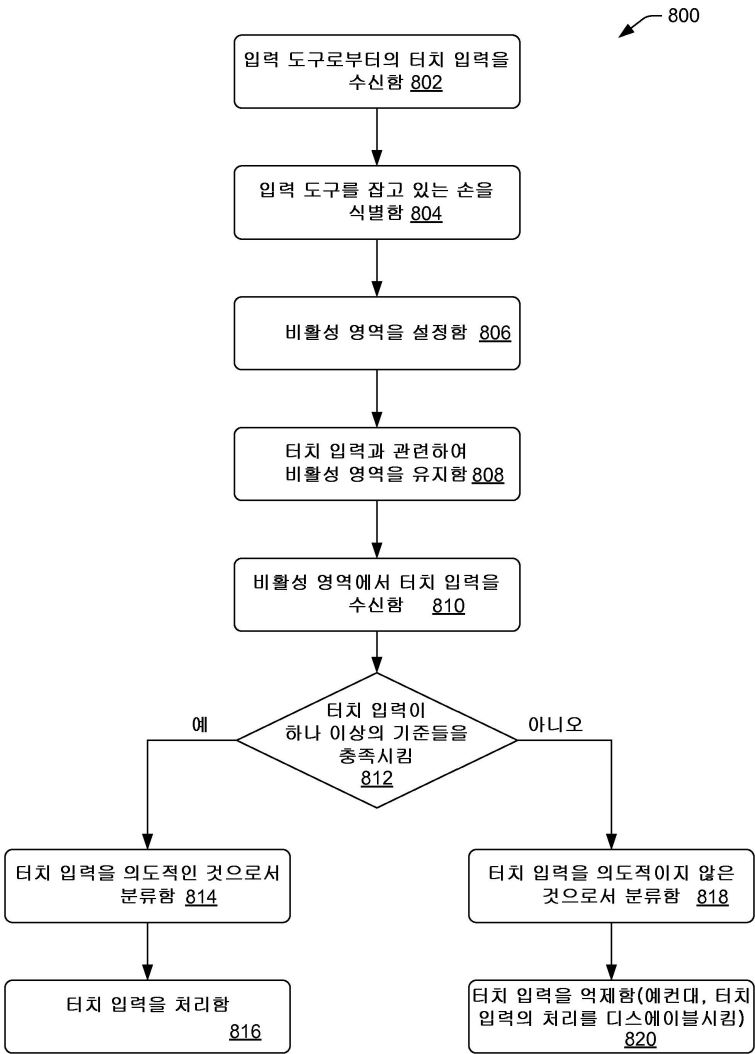 800
입력 도구로부터의 터치 입력을
수신함 802
입력 도구를 잡고 있는 손을
식별함 804
비활성 영역을 설정함 806
터치 입력과 관련하여
비활성 영역을 유지함 808
비활성 영역에서 터치 입력을
수신함 810
터치 입력이
하나 이상의 기준들을
충족시킴
812
예
아니오
터치 입력을 의도적인 것으로서
분류함 814
터치 입력을 의도적이지 않은
것으로서 분류함 818
터치 입력을 처리함
816
터치 입력을 억제함(예컨대, 터치
입력의 처리를 디스에이블시킴)
820